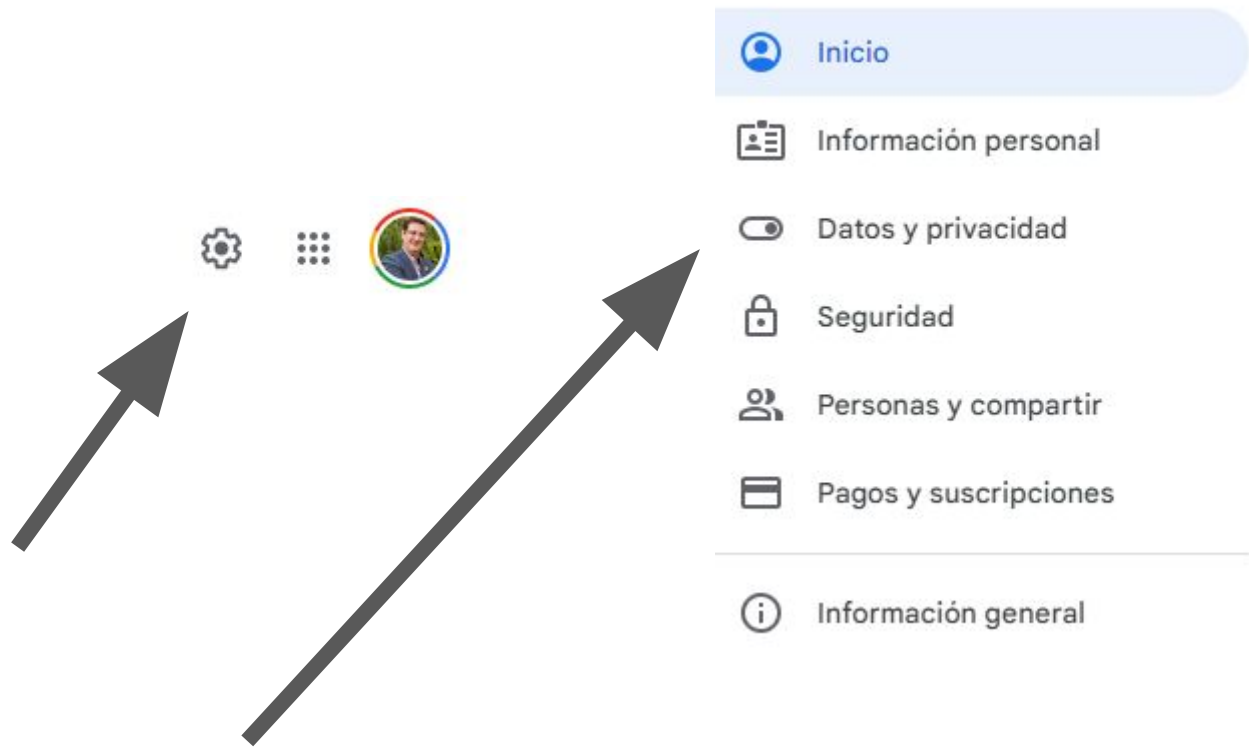 Inicio
Información personal
Datos y privacidad
Seguridad
Personas y compartir
Pagos y suscripciones
Información general